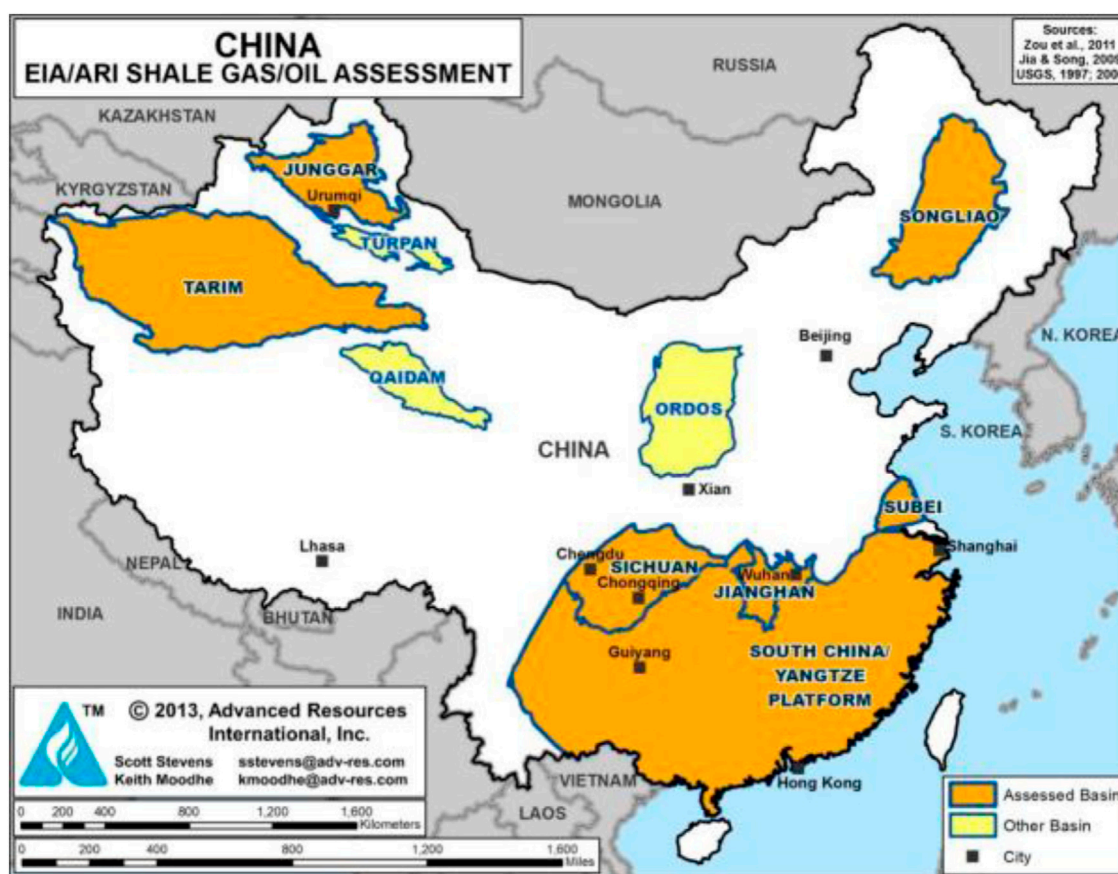 CHINA
EIA/ARI SHALE GAS/OIL ASSESSMENT
Sources:
Zou et al., 2011
Jia & Song, 2009
USGS, 1997; 200
RUSSIA
KAZAKHSTAN
KYRGYZSTAN
MONGOLIA
JUNGGAR
Urumqi
TURPAN
TARIM
SONGLIAO
Beijing
N. KOREA
QAIDAM
ORDOS
S. KOREA
CHINA
Xian
SUBEI
Shanghai
Lhasa
NEPAL
Chengdu
SICHUAN
Chongqing
Wuhan
JIANGHAN
INDIA
BHUTAN
Guiyang
SOUTH CHINA/
YANGTZE
PLATFORM
VIETNAM
LAOS
Hong Kong
TM
© 2013, Advanced Resources
International, Inc.
Scott Stevens sstevens@adv-res.com
Keith Moodhe kmoodhe@adv-res.com
0 200 400 800 1,200 1,600
Kilometers
0 200 400 800 1,200 1,600
Miles
Assessed Basin
Other Basin
City